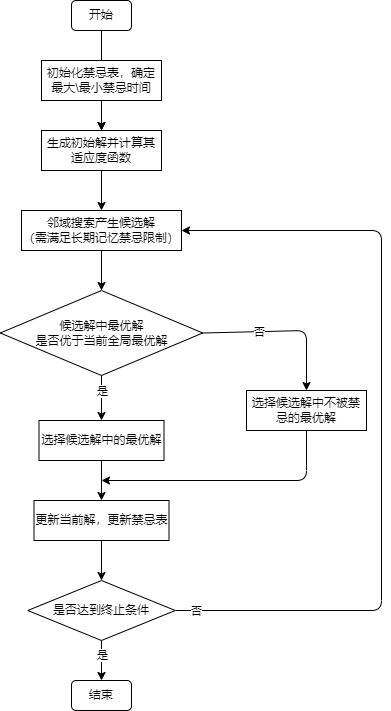 开始
初始化禁忌表，确定
最大\最小禁忌时间
生成初始解并计算其
适应度函数
邻域搜索产生候选解
（需满足长期记忆禁忌限制）
候选解中最优解
是否优于当前全局最优解
否
是
选择候选解中不被禁
忌的最优解
选择候选解中的最优解
更新当前解，更新禁忌表
是否达到终止条件
否
是
结束